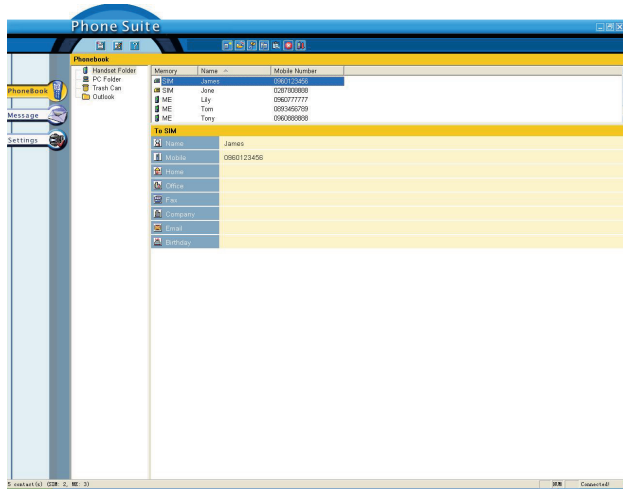 Phone Suite
Phonebook
Handset Folder
PC Folder
Trash Can
Outlook
PhoneBook
Message
Settings
Memory Name Mobile Number
SIM James 0960123456
SIM Jone 0287808888
ME Lily 0960777777
ME Tom 0893456789
ME Tony 0960888888
To SIM
Name James
Mobile 0960123456
Home
Office
Fax
Company
Email
Birthday
5 contact(s) (SIM: 2, ME: 3) NUM Connected!